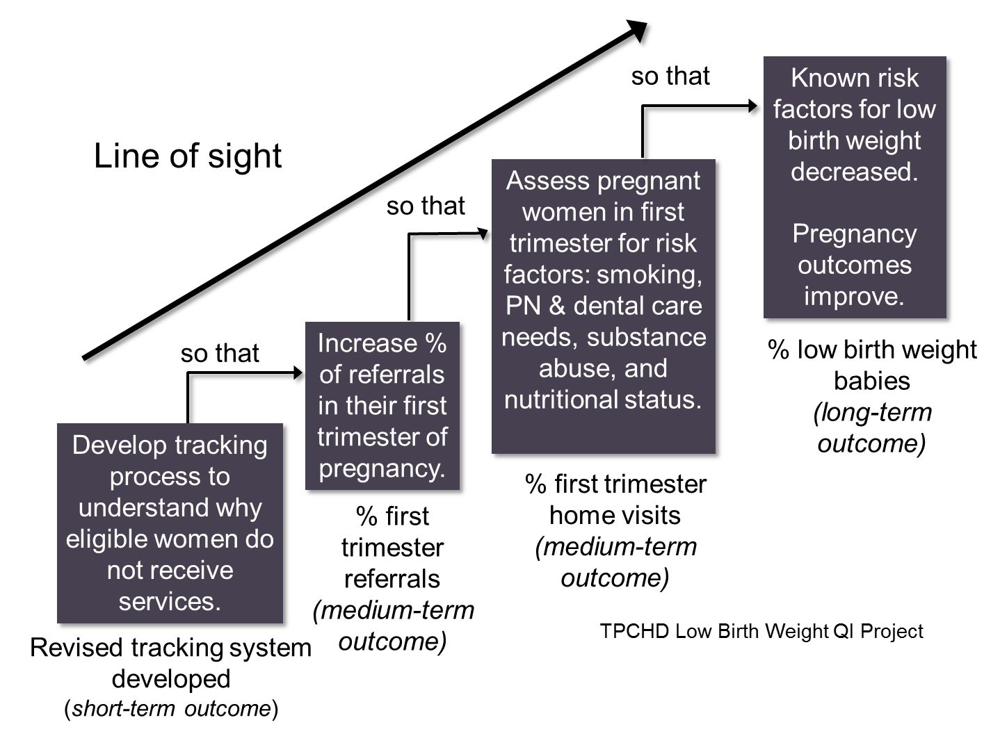 Line of sight
so that
Known risk
factors for low
birth weight
decreased.
Pregnancy
outcomes
improve.
% low birth weight
babies
(long-term
outcome)
so that
Assess pregnant
women in first
trimester for risk
factors: smoking,
PN & dental care
needs, substance
abuse, and
nutritional status.
% first trimester
home visits
(medium-term
outcome)
so that
Increase %
of referrals
in their first
trimester of
pregnancy.
% first
trimester
referrals
(medium-term
outcome)
Develop tracking
process to
understand why
eligible women do
not receive
services.
Revised tracking system
developed
(short-term outcome)
so that
TPCHD Low Birth Weight QI Project